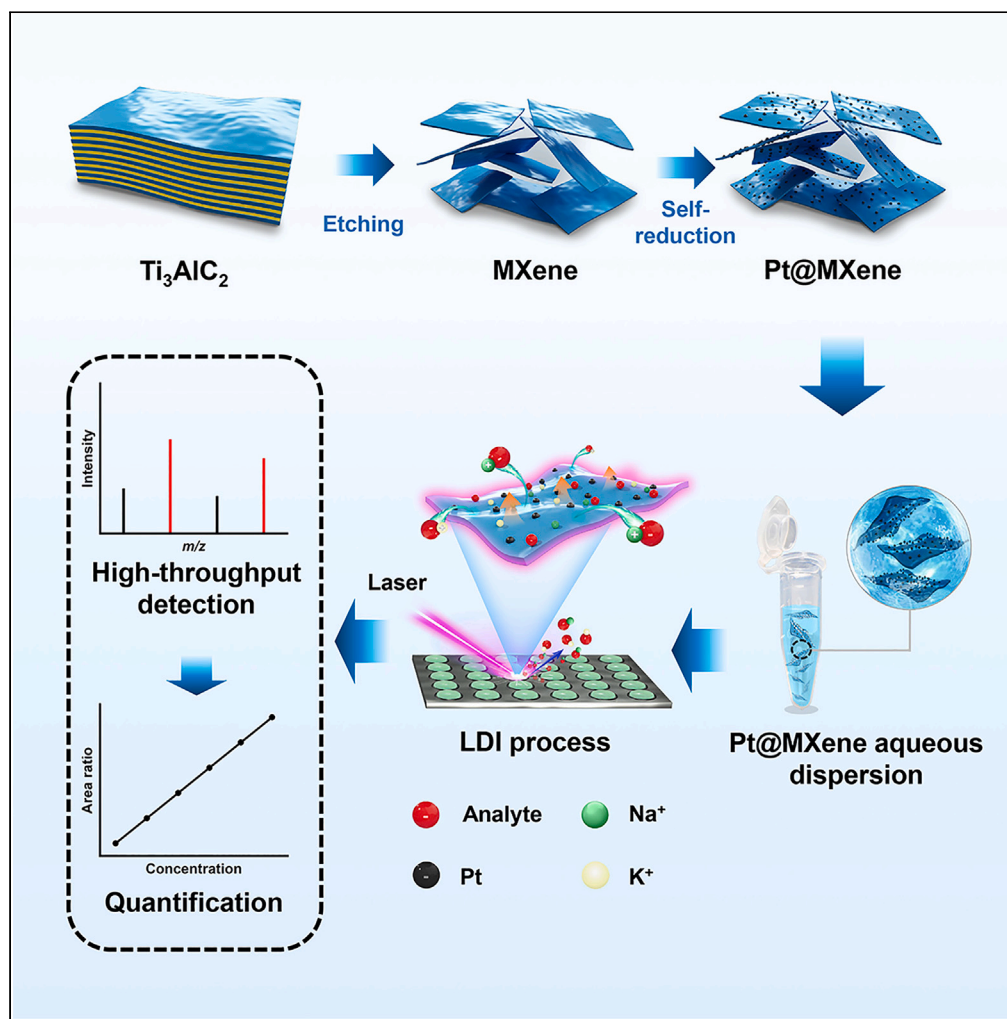 Etching
Self-
reduction
Ti₃AlC₂
MXene
Pt@MXene
Intensity
m/z
High-throughput
detection
Area ratio
Concentration
Quantification
Laser
LDI process
Pt@MXene aqueous
dispersion
Analyte
Na⁺
Pt
K⁺